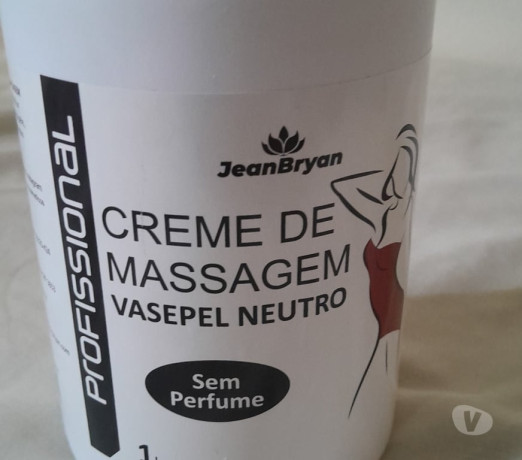 PROFISSIONAL
JeanBryan
CREME DE
MASSAGEM
VASEPEL NEUTRO
Sem
Perfume
V